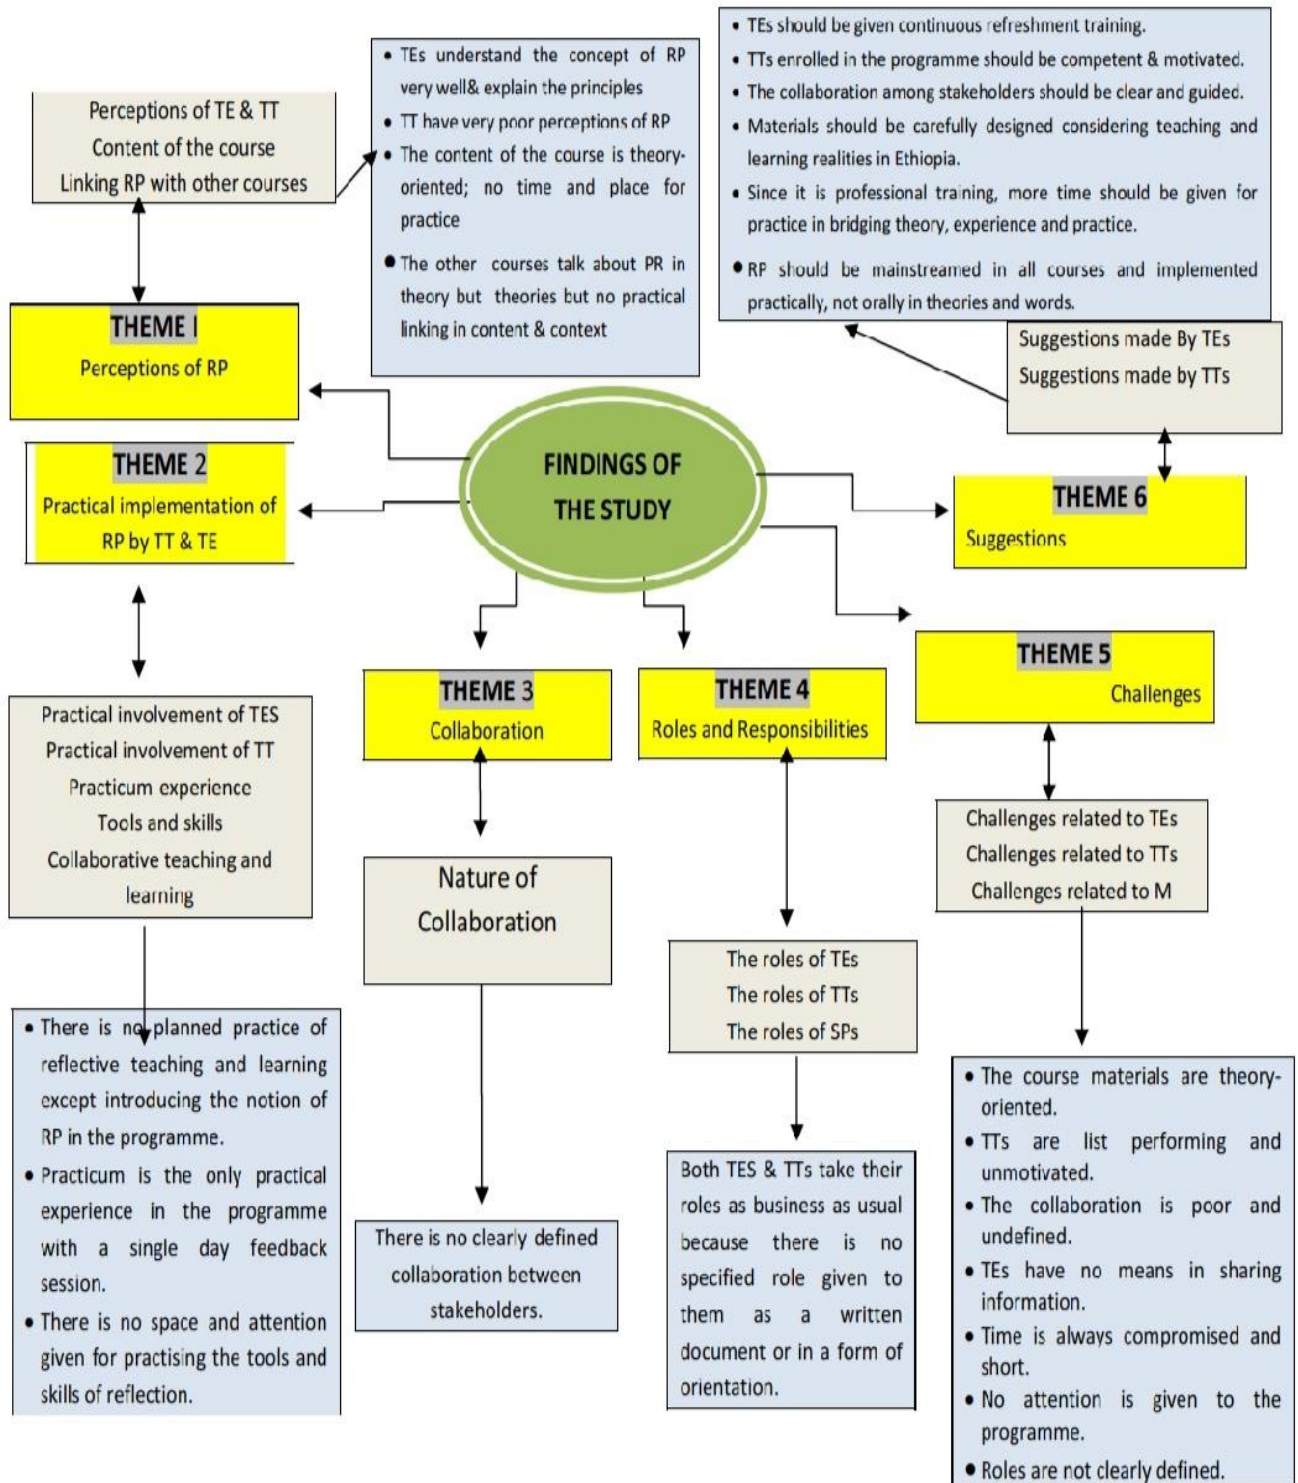 Perceptions of TE & TT
Content of the course
Linking RP with other courses
THEME I
Perceptions of RP
• TEs understand the concept of RP
very well& explain the principles
• TT have very poor perceptions of RP
• The content of the course is theory-
oriented; no time and place for
practice
• The other courses talk about PR in
theory but theories but no practical
linking in content & context
• TEs should be given continuous refreshment training.
• TTs enrolled in the programme should be competent & motivated.
• The collaboration among stakeholders should be clear and guided.
• Materials should be carefully designed considering teaching and
learning realities in Ethiopia.
• Since it is professional training, more time should be given for
practice in bridging theory, experience and practice.
• RP should be mainstreamed in all courses and implemented
practically, not orally in theories and words.
Suggestions made By TEs
Suggestions made by TTs
FINDINGS OF
THE STUDY
THEME 2
Practical implementation of
RP by TT & TE
THEME 6
Suggestions
THEME 3
Collaboration
THEME 4
Roles and Responsibilities
THEME 5
Challenges
Practical involvement of TES
Practical involvement of TT
Practicum experience
Tools and skills
Collaborative teaching and
learning
Nature of
Collaboration
The roles of TEs
The roles of TTs
The roles of SPs
Challenges related to TEs
Challenges related to TTs
Challenges related to M
• There is no planned practice of
reflective teaching and learning
except introducing the notion of
RP in the programme.
• Practicum is the only practical
experience in the programme
with a single day feedback
session.
• There is no space and attention
given for practising the tools and
skills of reflection.
There is no clearly defined
collaboration between
stakeholders.
Both TES & TTs take their
roles as business as usual
because there is no
specified role given to
them as a written
document or in a form of
orientation.
• The course materials are theory-
oriented.
• TTs are list performing and
unmotivated.
• The collaboration is poor and
undefined.
• TEs have no means in sharing
information.
• Time is always compromised and
short.
• No attention is given to the
programme.
• Roles are not clearly defined.